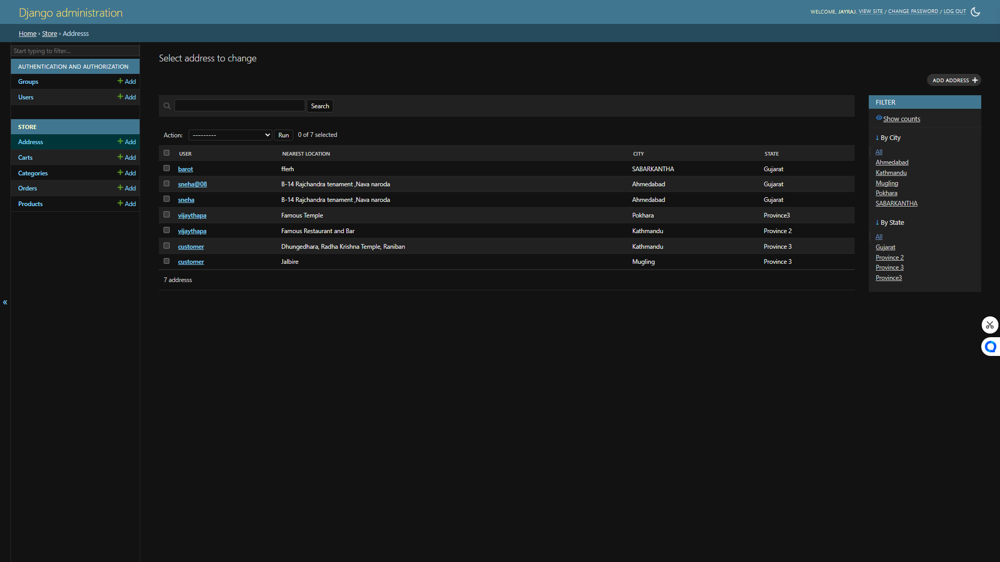 Django administration
WELCOME, JAYRAJ. VIEW SITE / CHANGE PASSWORD / LOG OUT
Home › Store › Addresss
Start typing to filter...
AUTHENTICATION AND AUTHORIZATION
Groups + Add
Users + Add
STORE
Addresss + Add
Carts + Add
Categories + Add
Orders + Add
Products + Add
«
Select address to change
ADD ADDRESS +
Search
Action: --------- Run 0 of 7 selected
USER NEAREST LOCATION CITY STATE
barot fferh SABARKANTHA Gujarat
sneha@08 B-14 Rajchandra tenament ,Nava naroda Ahmedabad Gujarat
sneha B-14 Rajchandra tenament ,Nava naroda Ahmedabad Gujarat
vijaythapa Famous Temple Pokhara Province3
vijaythapa Famous Restaurant and Bar Kathmandu Province 2
customer Dhungedhara, Radha Krishna Temple, Raniban Kathmandu Province 3
customer Jalbire Mugling Province 3
7 addresss
FILTER
Show counts
↓ By City
All
Ahmedabad
Kathmandu
Mugling
Pokhara
SABARKANTHA
↓ By State
All
Gujarat
Province 2
Province 3
Province3